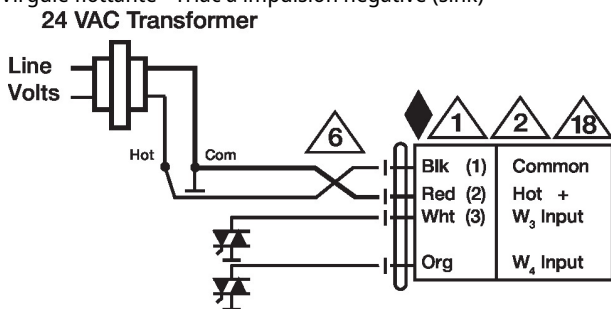 Virgule flottante - Triac à impulsion négative (sink)
24 VAC Transformer
Line
Volts
Hot
Com
6
1
2
18
Blk (1) Common
Red (2) Hot +
Wht (3) W₃ Input
Org W₄ Input